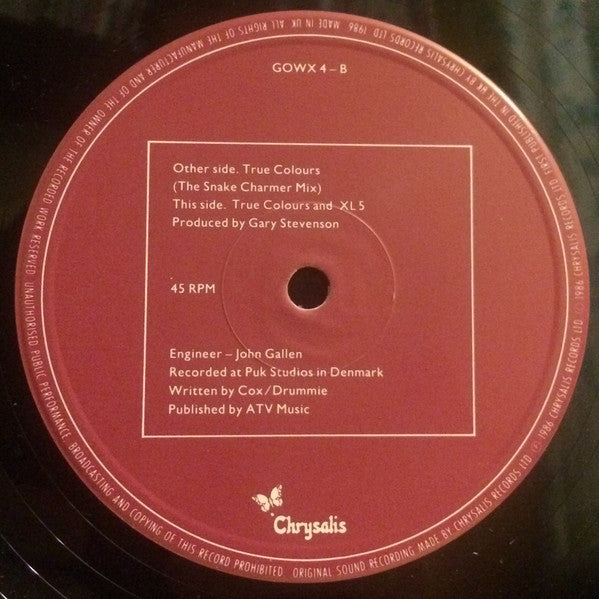 GOWX 4 – B
Other side. True Colours
(The Snake Charmer Mix)
This side. True Colours and XL5
Produced by Gary Stevenson
45 RPM
Engineer – John Gallen
Recorded at Puk Studios in Denmark
Written by Cox/Drummie
Published by ATV Music
Chrysalis
ALL RIGHTS OF THE MANUFACTURER AND OF THE OWNER OF THE RECORDED WORK RESERVED. UNAUTHORISED PUBLIC PERFORMANCE, BROADCASTING AND COPYING OF THIS RECORD PROHIBITED. ORIGINAL SOUND RECORDING MADE BY CHRYSALIS RECORDS LTD. ℗ 1986 CHRYSALIS RECORDS LTD. © 1986 CHRYSALIS RECORDS LTD. FIRST PUBLISHED IN UK BY CHRYSALIS RECORDS LTD 1986. MADE IN UK.